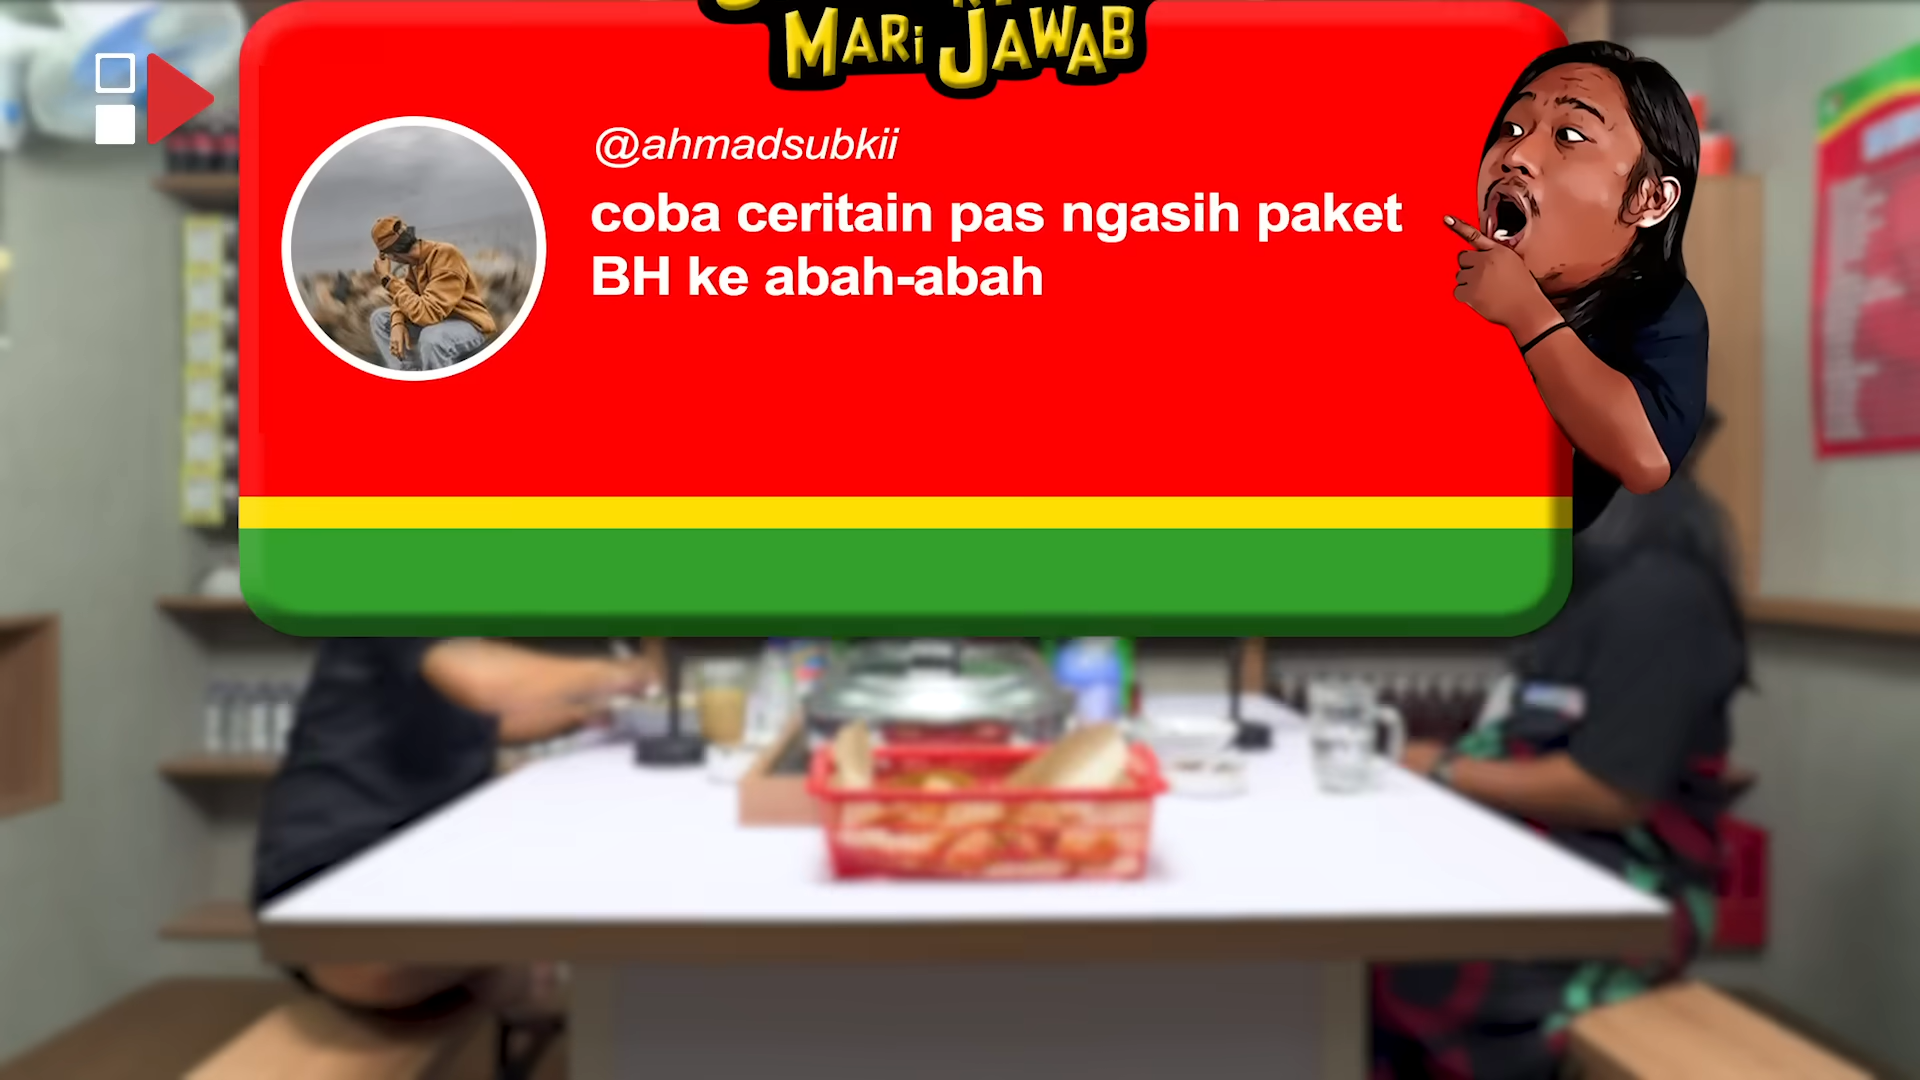 MARI JAWAB
@ahmadsubkii
coba ceritain pas ngasih paket
BH ke abah-abah